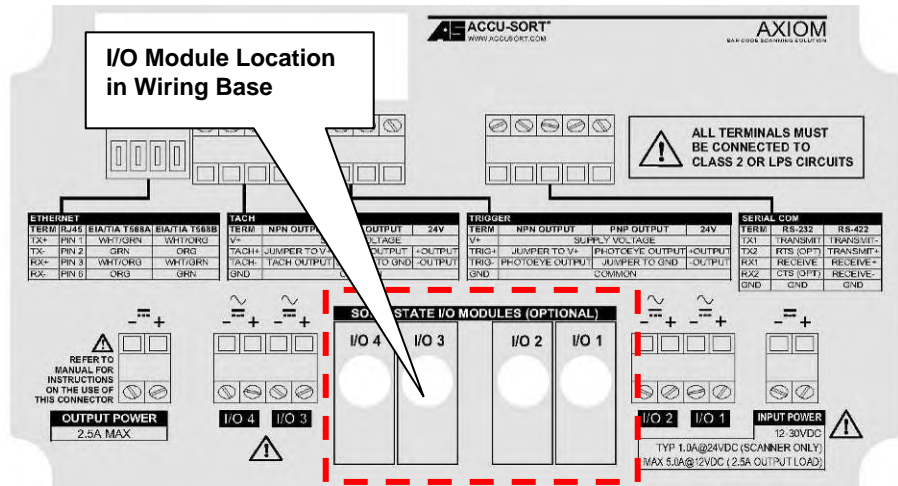 ACCU-SORT
WWW.ACCUSORT.COM
AXIOM
BAR CODE SCANNING SOLUTION
I/O Module Location
in Wiring Base
ALL TERMINALS MUST
BE CONNECTED TO
CLASS 2 OR LPS CIRCUITS
ETHERNET
TERM RJ45 EIA/TIA T568A EIA/TIA T568B
TX+ PIN 1 WHT/GRN WHT/ORG
TX- PIN 2 GRN ORG
RX+ PIN 3 WHT/ORG WHT/GRN
RX- PIN 6 ORG GRN
TACH
TERM NPN OUTPUT OUTPUT 24V
V+ VOLTAGE
TACH+ JUMPER TO V+ OUTPUT +OUTPUT
TACH- TACH OUTPUT TO GND -OUTPUT
GND
TRIGGER
TERM NPN OUTPUT PNP OUTPUT 24V
V+ SUPPLY VOLTAGE
TRIG+ JUMPER TO V+ PHOTOEYE OUTPUT +OUTPUT
TRIG- PHOTOEYE OUTPUT JUMPER TO GND -OUTPUT
GND COMMON
SERIAL COM
TERM RS-232 RS-422
TX1 TRANSMIT TRANSMIT-
TX2 RTS (OPT) TRANSMIT+
RX1 RECEIVE RECEIVE+
RX2 CTS (OPT) RECEIVE-
GND GND GND
STATE I/O MODULES (OPTIONAL)
I/O 4 I/O 3 I/O 2 I/O 1
REFER TO
MANUAL FOR
INSTRUCTIONS
ON THE USE OF
THIS CONNECTOR
OUTPUT POWER
2.5A MAX
I/O 4 I/O 3
I/O 2 I/O 1
INPUT POWER
12-30VDC
TYP 1.0A@24VDC (SCANNER ONLY)
MAX 5.0A@12VDC ( 2.5A OUTPUT LOAD)